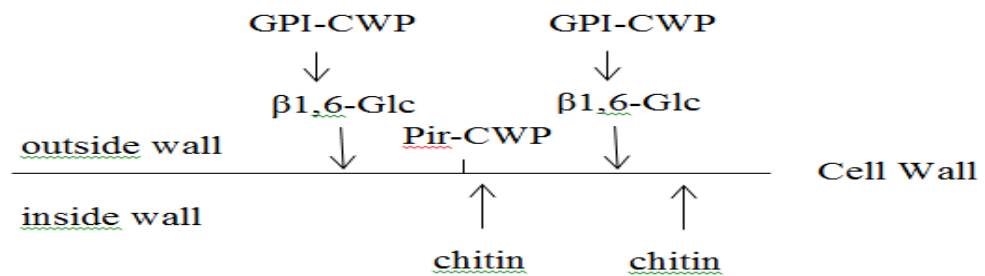 GPI-CWP GPI-CWP
β1,6-Glc β1,6-Glc
Pir-CWP
outside wall
Cell Wall
inside wall
chitin chitin